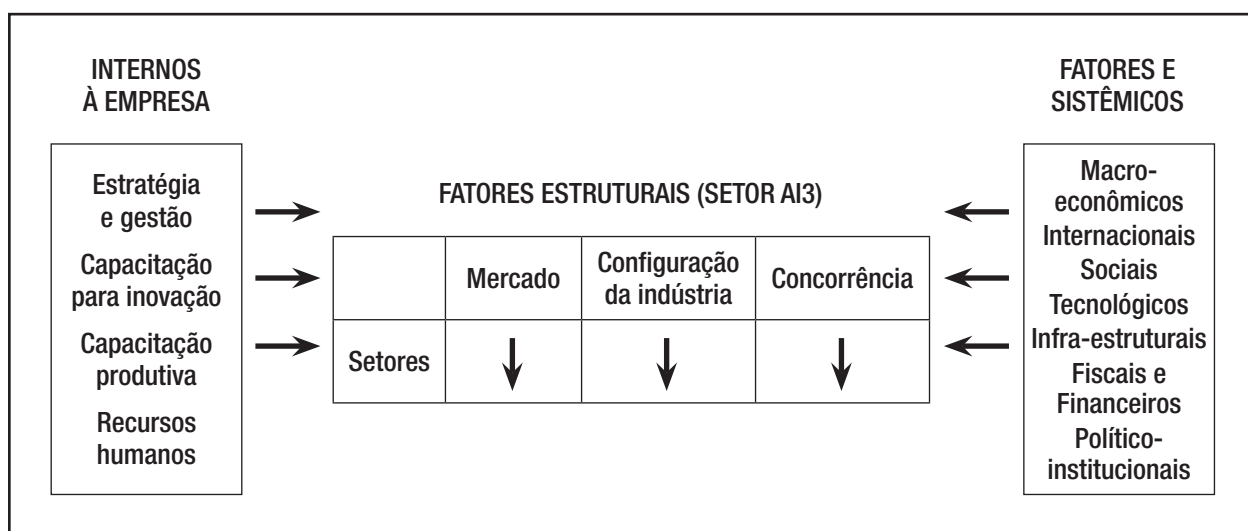 INTERNOS
À EMPRESA
Estratégia
e gestão
Capacitação
para inovação
Capacitação
produtiva
Recursos
humanos
FATORES ESTRUTURAIS (SETOR AI3)
Mercado
Configuração
da indústria
Concorrência
Setores
FATORES E
SISTÊMICOS
Macro-
econômicos
Internacionais
Sociais
Tecnológicos
Infra-estruturais
Fiscais e
Financeiros
Político-
institucionais